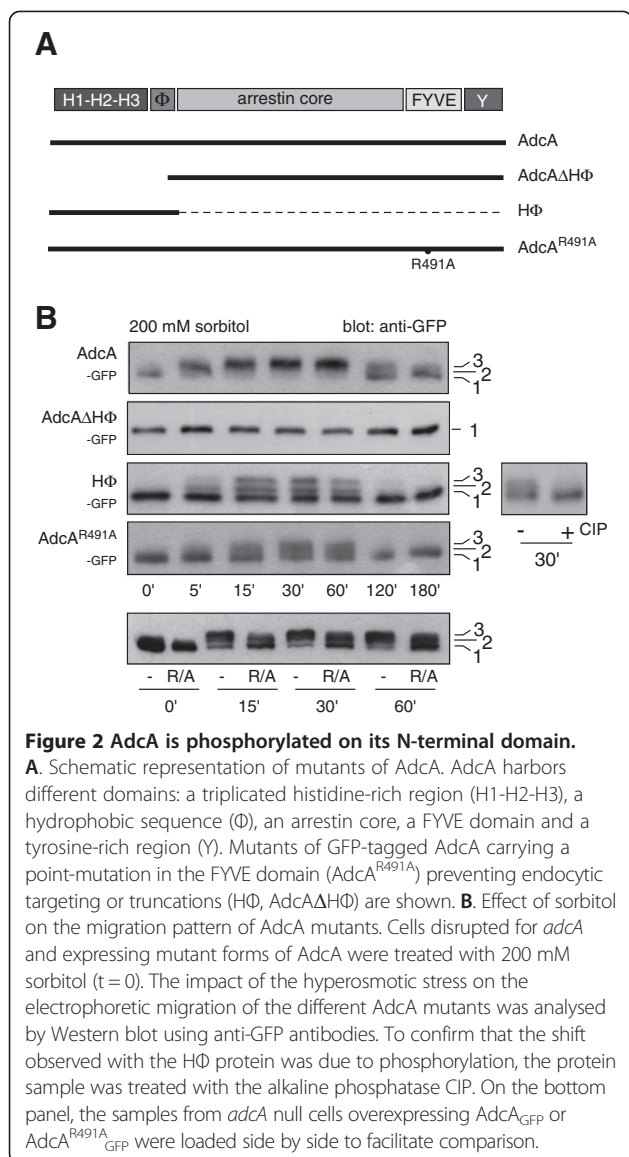 A
H1-H2-H3 Φ arrestin core FYVE Y
AdcA
AdcAΔHΦ
HΦ
AdcA^R491A
R491A
B
200 mM sorbitol blot: anti-GFP
AdcA
-GFP
3
2
1
AdcAΔHΦ
-GFP
1
HΦ
-GFP
3
2
1
- + CIP
30'
AdcA^R491A
-GFP
3
2
1
0' 5' 15' 30' 60' 120' 180'
3
2
1
- R/A - R/A - R/A - R/A
0' 15' 30' 60'
Figure 2 AdcA is phosphorylated on its N-terminal domain.
A. Schematic representation of mutants of AdcA. AdcA harbors
different domains: a triplicated histidine-rich region (H1-H2-H3), a
hydrophobic sequence (Φ), an arrestin core, a FYVE domain and a
tyrosine-rich region (Y). Mutants of GFP-tagged AdcA carrying a
point-mutation in the FYVE domain (AdcA^R491A) preventing endocytic
targeting or truncations (HΦ, AdcAΔHΦ) are shown. B. Effect of sorbitol
on the migration pattern of AdcA mutants. Cells disrupted for adcA
and expressing mutant forms of AdcA were treated with 200 mM
sorbitol (t = 0). The impact of the hyperosmotic stress on the
electrophoretic migration of the different AdcA mutants was analysed
by Western blot using anti-GFP antibodies. To confirm that the shift
observed with the HΦ protein was due to phosphorylation, the protein
sample was treated with the alkaline phosphatase CIP. On the bottom
panel, the samples from adcA null cells overexpressing AdcA_GFP or
AdcA^R491A_GFP were loaded side by side to facilitate comparison.